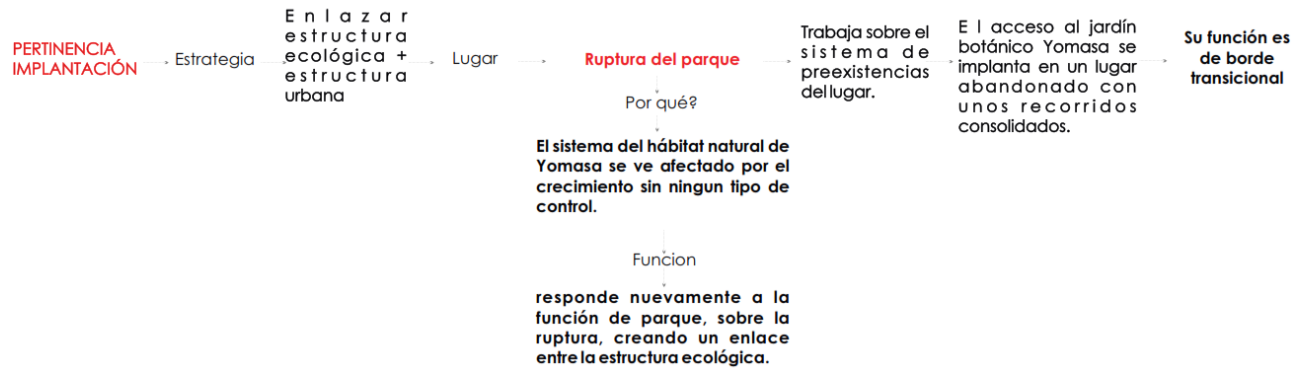 PERTINENCIA
IMPLANTACIÓN
Estrategia
Enlazar
estructura
ecológica +
estructura
urbana
Lugar
Ruptura del parque
Trabaja sobre el
sistema de
preexistencias
del lugar.
El acceso al jardín
botánico Yomasa se
implanta en un lugar
abandonado con
unos recorridos
consolidados.
Su función es
de borde
transicional
Por qué?
El sistema del hábitat natural de
Yomasa se ve afectado por el
crecimiento sin ningun tipo de
control.
Funcion
responde nuevamente a la
función de parque, sobre la
ruptura, creando un enlace
entre la estructura ecológica.